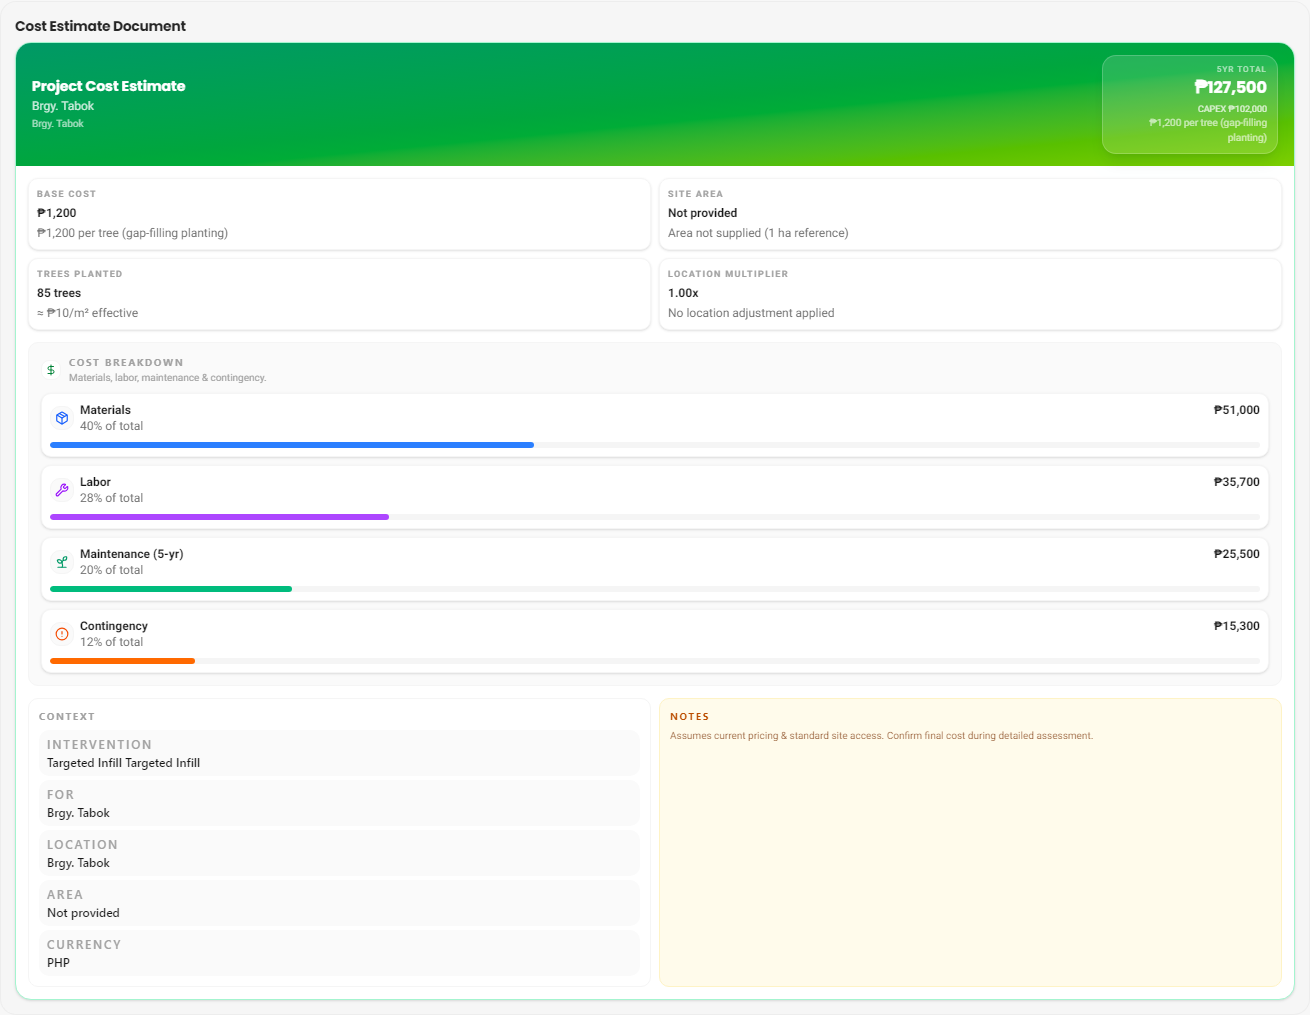 Cost Estimate Document
Project Cost Estimate
Brgy. Tabok
Brgy. Tabok
5YR TOTAL
₱127,500
CAPEX ₱102,000
₱1,200 per tree (gap-filling
planting)
BASE COST
₱1,200
₱1,200 per tree (gap-filling planting)
SITE AREA
Not provided
Area not supplied (1 ha reference)
TREES PLANTED
85 trees
≈ ₱10/m² effective
LOCATION MULTIPLIER
1.00x
No location adjustment applied
COST BREAKDOWN
Materials, labor, maintenance & contingency.
Materials
₱51,000
40% of total
Labor
₱35,700
28% of total
Maintenance (5-yr)
₱25,500
20% of total
Contingency
₱15,300
12% of total
CONTEXT
INTERVENTION
Targeted Infill Targeted Infill
FOR
Brgy. Tabok
LOCATION
Brgy. Tabok
AREA
Not provided
CURRENCY
PHP
NOTES
Assumes current pricing & standard site access. Confirm final cost during detailed assessment.